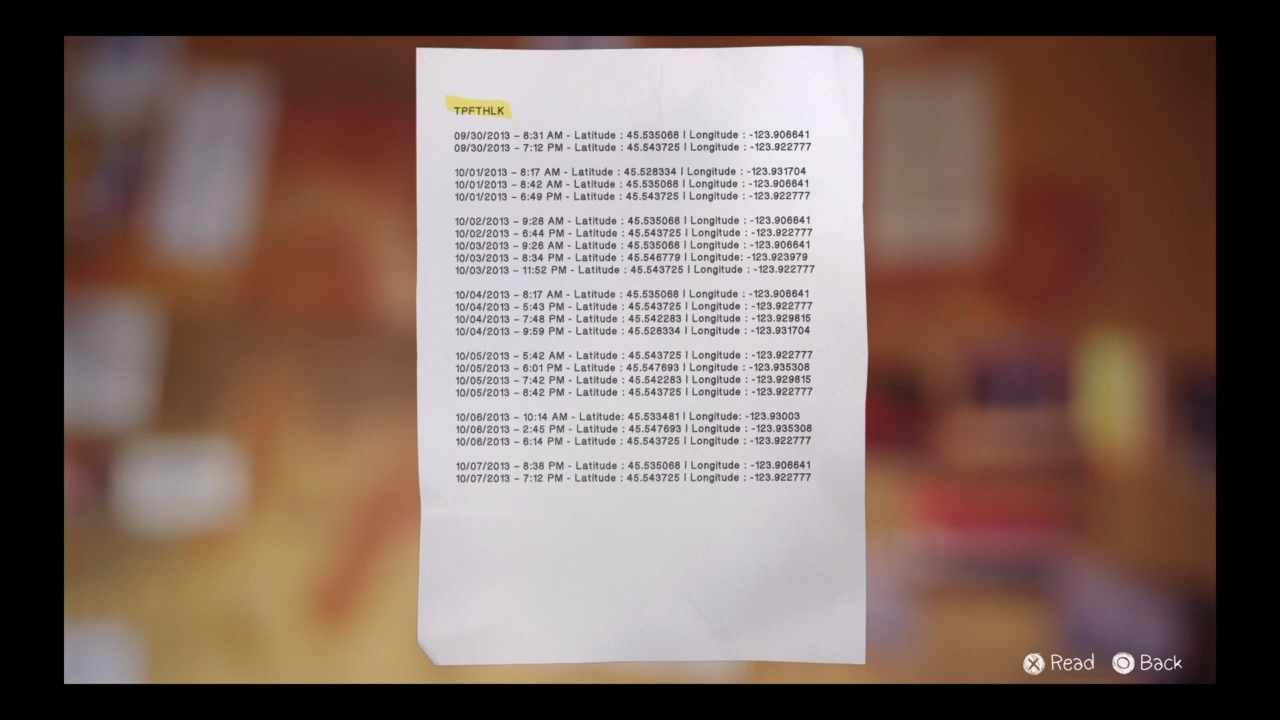 TPFTHLK
09/30/2013 – 8:31 AM - Latitude : 45.535068 | Longitude : -123.906641
09/30/2013 – 7:12 PM - Latitude : 45.543725 | Longitude : -123.922777
10/01/2013 – 8:17 AM - Latitude : 45.528334 | Longitude : -123.931704
10/01/2013 – 8:42 AM - Latitude : 45.535068 | Longitude : -123.906641
10/01/2013 – 6:49 PM - Latitude : 45.543725 | Longitude : -123.922777
10/02/2013 – 9:28 AM - Latitude : 45.535068 | Longitude : -123.906641
10/02/2013 – 6:44 PM - Latitude : 45.543725 | Longitude : -123.922777
10/03/2013 – 9:26 AM - Latitude : 45.535068 | Longitude : -123.906641
10/03/2013 – 8:34 PM - Latitude : 45.546779 | Longitude: -123.923979
10/03/2013 – 11:52 PM - Latitude : 45.543725 | Longitude : -123.922777
10/04/2013 – 8:17 AM - Latitude : 45.535068 | Longitude : -123.906641
10/04/2013 – 5:43 PM - Latitude : 45.543725 | Longitude : -123.922777
10/04/2013 – 7:48 PM - Latitude : 45.542283 | Longitude : -123.929815
10/04/2013 – 9:59 PM - Latitude : 45.528334 | Longitude : -123.931704
10/05/2013 – 5:42 AM - Latitude : 45.543725 | Longitude : -123.922777
10/05/2013 – 6:01 PM - Latitude : 45.547693 | Longitude : -123.935308
10/05/2013 – 7:42 PM - Latitude : 45.542283 | Longitude : -123.929815
10/05/2013 – 8:42 PM - Latitude : 45.543725 | Longitude : -123.922777
10/06/2013 – 10:14 AM - Latitude: 45.533481 | Longitude: -123.93003
10/06/2013 – 2:45 PM - Latitude : 45.547693 | Longitude : -123.935308
10/06/2013 – 6:14 PM - Latitude : 45.543725 | Longitude : -123.922777
10/07/2013 – 8:38 PM - Latitude : 45.535068 | Longitude : -123.906641
10/07/2013 – 7:12 PM - Latitude : 45.543725 | Longitude : -123.922777
Read Back